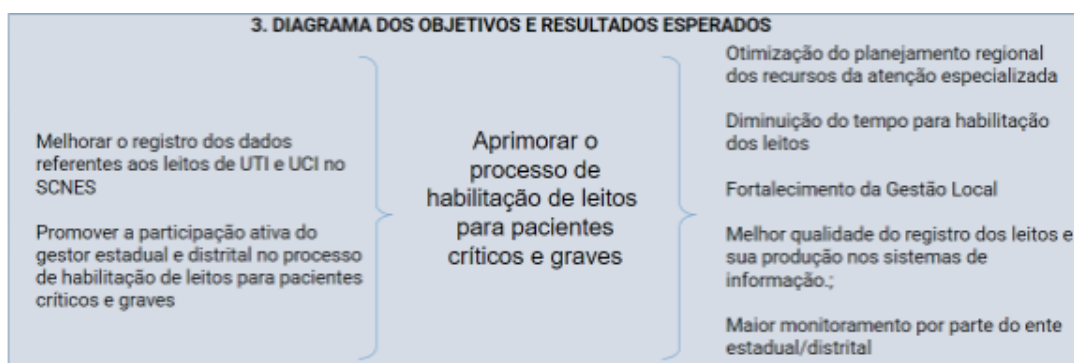 3. DIAGRAMA DOS OBJETIVOS E RESULTADOS ESPERADOS
Melhorar o registro dos dados
referentes aos leitos de UTI e UCI no
SCNES
Promover a participação ativa do
gestor estadual e distrital no processo
de habilitação de leitos para pacientes
críticos e graves
Aprimorar o
processo de
habilitação de leitos
para pacientes
críticos e graves
Otimização do planejamento regional
dos recursos da atenção especializada
Diminuição do tempo para habilitação
dos leitos
Fortalecimento da Gestão Local
Melhor qualidade do registro dos leitos e
sua produção nos sistemas de
informação.;
Maior monitoramento por parte do ente
estadual/distrital